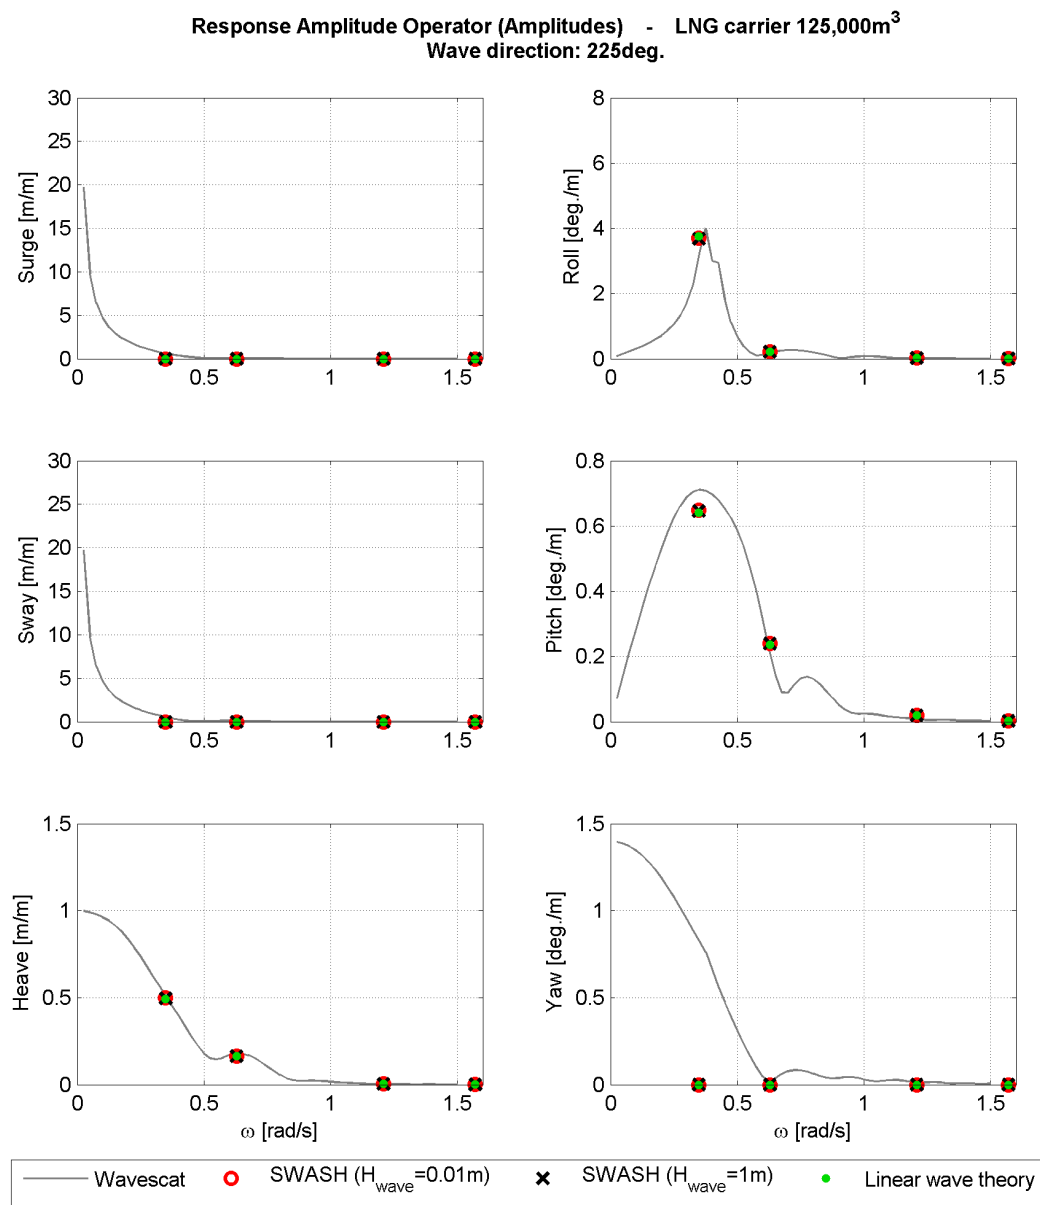 Response Amplitude Operator (Amplitudes) - LNG carrier 125,000m³
Wave direction: 225deg.
30
25
20
15
10
5
0
Surge [m/m]
0 0.5 1 1.5
8
6
4
2
0
Roll [deg./m]
0 0.5 1 1.5
30
25
20
15
10
5
0
Sway [m/m]
0 0.5 1 1.5
0.8
0.6
0.4
0.2
0
Pitch [deg./m]
0 0.5 1 1.5
1.5
1
0.5
0
Heave [m/m]
0 0.5 1 1.5
ω [rad/s]
1.5
1
0.5
0
Yaw [deg./m]
0 0.5 1 1.5
ω [rad/s]
Wavescat SWASH (H_wave=0.01m) SWASH (H_wave=1m) Linear wave theory